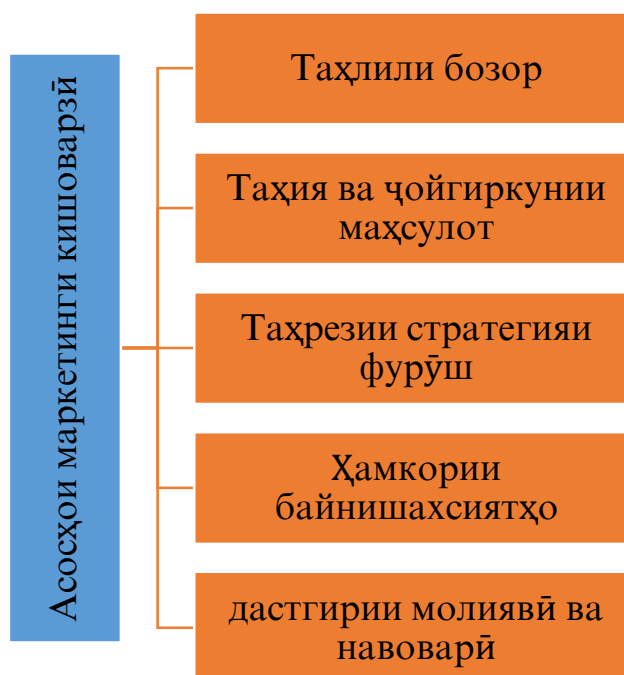 Асосҳои маркетинги кишоварзӣ
Таҳлили бозор
Таҳия ва ҷойгиркунии
маҳсулот
Таҳрезии стратегияи
фурӯш
Ҳамкории
байнишахсиятҳо
дастгирии молиявӣ ва
навоварӣ